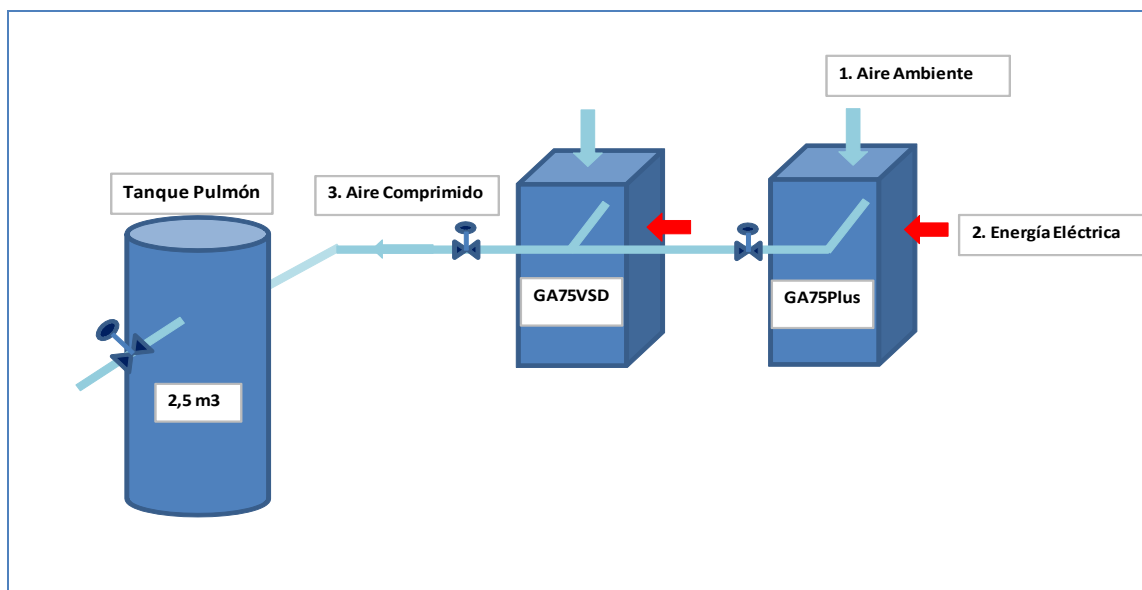 1. Aire Ambiente
Tanque Pulmón
3. Aire Comprimido
2. Energía Eléctrica
GA75VSD
GA75Plus
2,5 m3